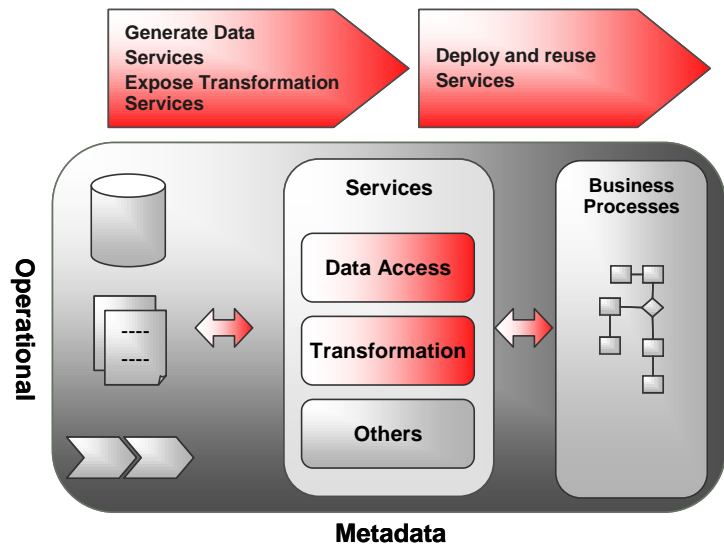 Generate Data
Services
Expose Transformation
Services
Deploy and reuse
Services
Services
Data Access
Transformation
Others
Business
Processes
----
----
Operational
Metadata